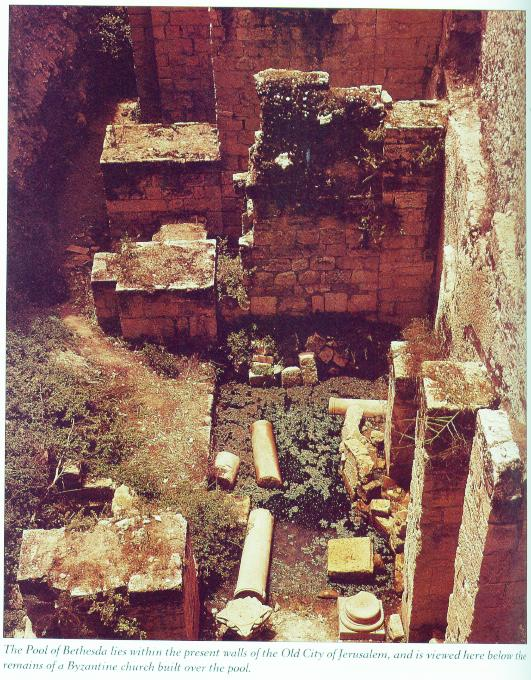 The Pool of Bethesda lies within the present walls of the Old City of Jerusalem, and is viewed here below the
remains of a Byzantine church built over the pool.